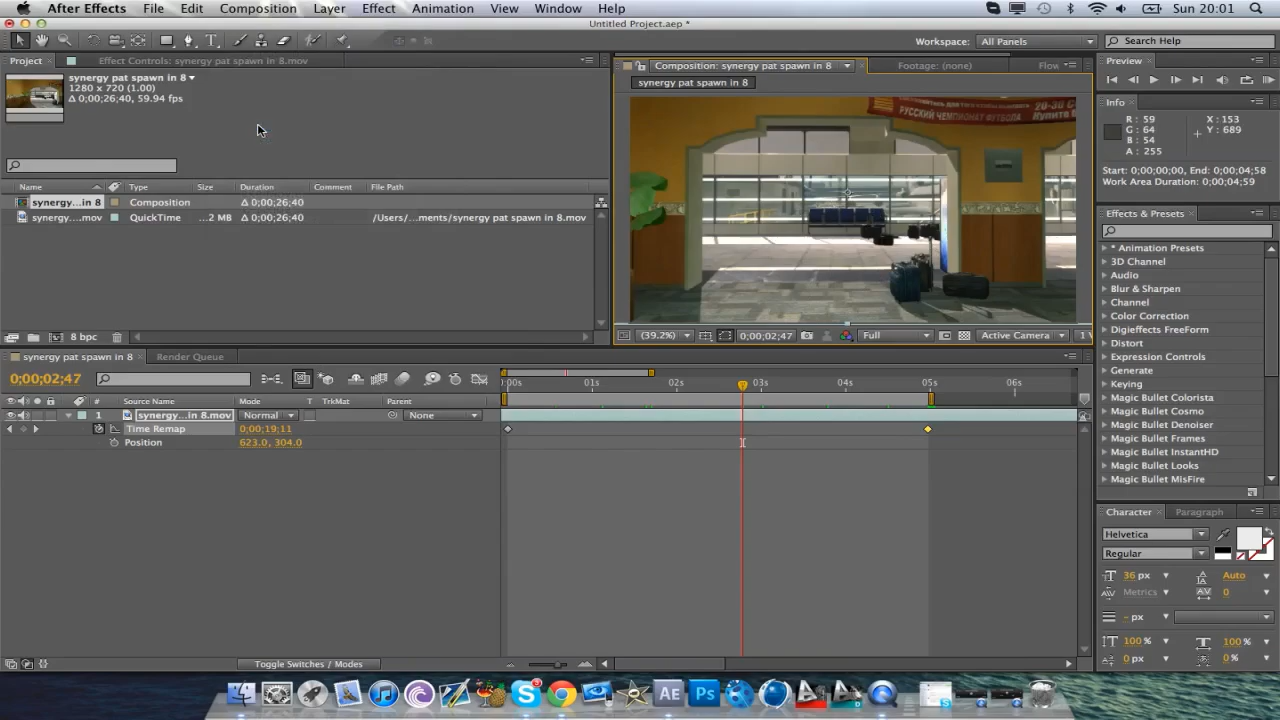 After Effects File Edit Composition Layer Effect Animation View Window Help Sun 20:01
Untitled Project.aep *
Workspace: All Panels Search Help
Project Effect Controls: synergy pat spawn in 8.mov
synergy pat spawn in 8
1280 x 720 (1.00)
Δ 0;00;26;40, 59.94 fps
Name Type Size Duration Comment File Path
synergy...in 8 Composition Δ 0;00;26;40
synergy....mov QuickTime ...2 MB Δ 0;00;26;40 /Users/...ments/synergy pat spawn in 8.mov
8 bpc
Composition: synergy pat spawn in 8 Footage: (none) Flow
synergy pat spawn in 8
20-30 С
РУССКИЙ ЧЕМПИОНАТ ФУТБОЛА Купите
(39.2%) 0;00;02;47 Full Active Camera 1 V
Preview
Info
R: 59
G: 64
B: 54
A: 255
X: 153
Y: 689
Start: 0;00;00;00, End: 0;00;04;58
Work Area Duration: 0;00;04;59
Effects & Presets
* Animation Presets
3D Channel
Audio
Blur & Sharpen
Channel
Color Correction
Digieffects FreeForm
Distort
Expression Controls
Generate
Keying
Magic Bullet Colorista
Magic Bullet Cosmo
Magic Bullet Denoiser
Magic Bullet Frames
Magic Bullet InstantHD
Magic Bullet Looks
Magic Bullet MisFire
Character Paragraph
Helvetica
Regular
36 px Auto
Metrics 0
- px
100 % 100 %
0 px 0 %
synergy pat spawn in 8 Render Queue
0;00;02;47
:00s 01s 02s 03s 04s 05s 06s
Source Name Mode T TrkMat Parent
1 synergy...in 8.mov Normal None
Time Remap 0;00;19;11
Position 623.0, 304.0
Toggle Switches / Modes
AE Ps